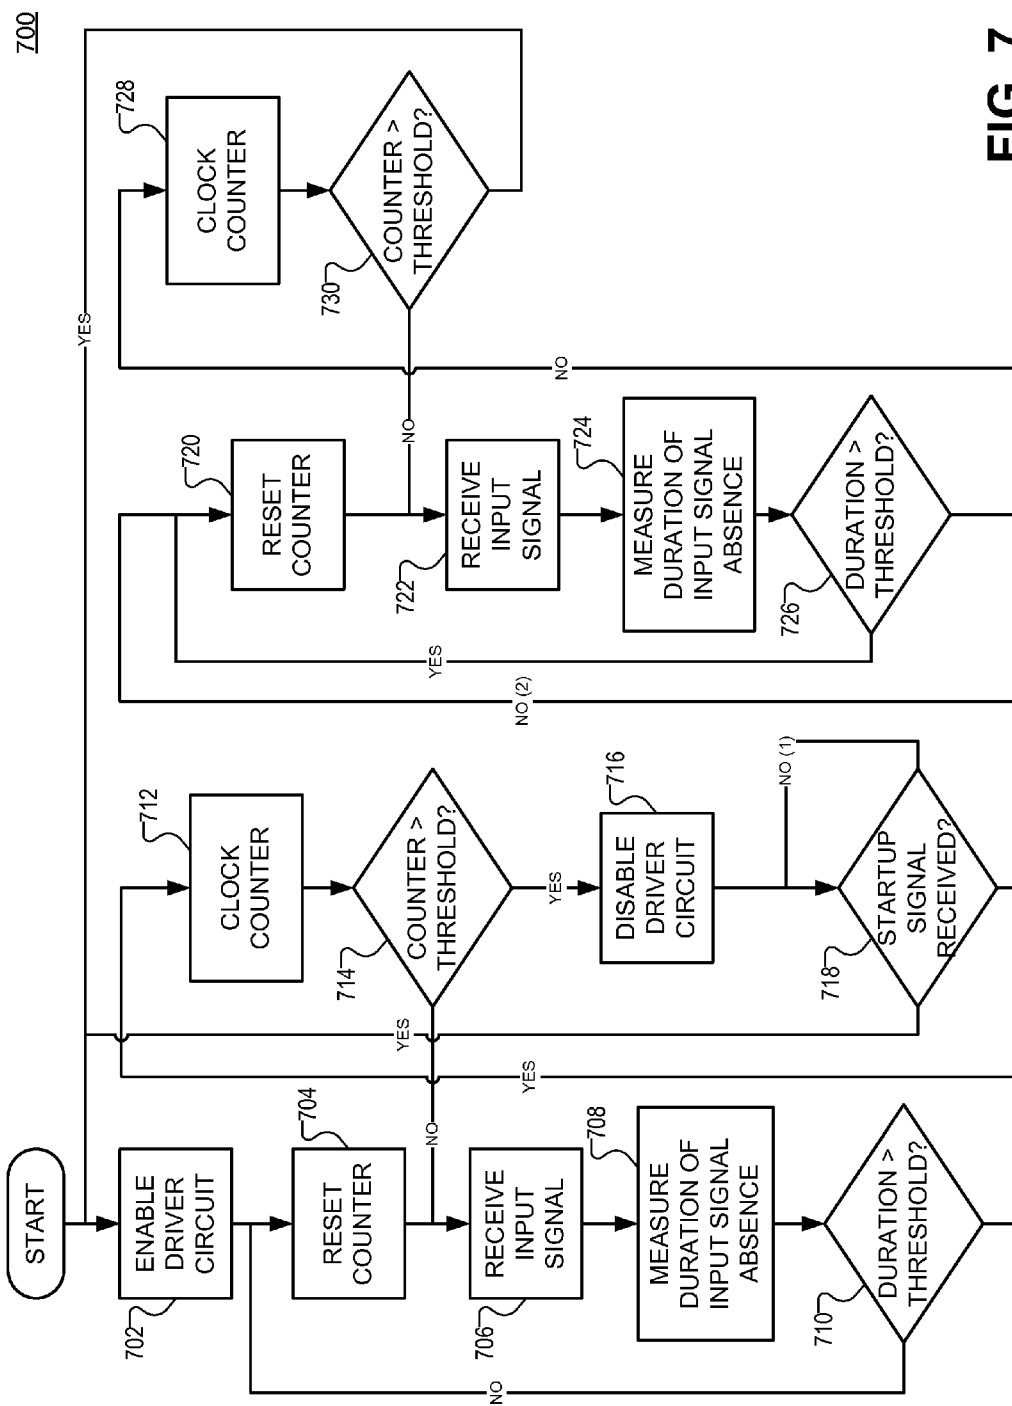 700
START
ENABLE
DRIVER
CIRCUIT
702
RESET
COUNTER
704
NO
RECEIVE
INPUT
SIGNAL
706
MEASURE
DURATION OF
INPUT SIGNAL
ABSENCE
708
DURATION >
THRESHOLD?
710
NO
YES
CLOCK
COUNTER
712
COUNTER >
THRESHOLD?
714
YES
DISABLE
DRIVER
CIRCUIT
716
STARTUP
SIGNAL
RECEIVED?
718
YES
NO (1)
NO (2)
RESET
COUNTER
720
NO
RECEIVE
INPUT
SIGNAL
722
MEASURE
DURATION OF
INPUT SIGNAL
ABSENCE
724
DURATION >
THRESHOLD?
726
YES
NO
CLOCK
COUNTER
728
COUNTER >
THRESHOLD?
730
YES
FIG. 7